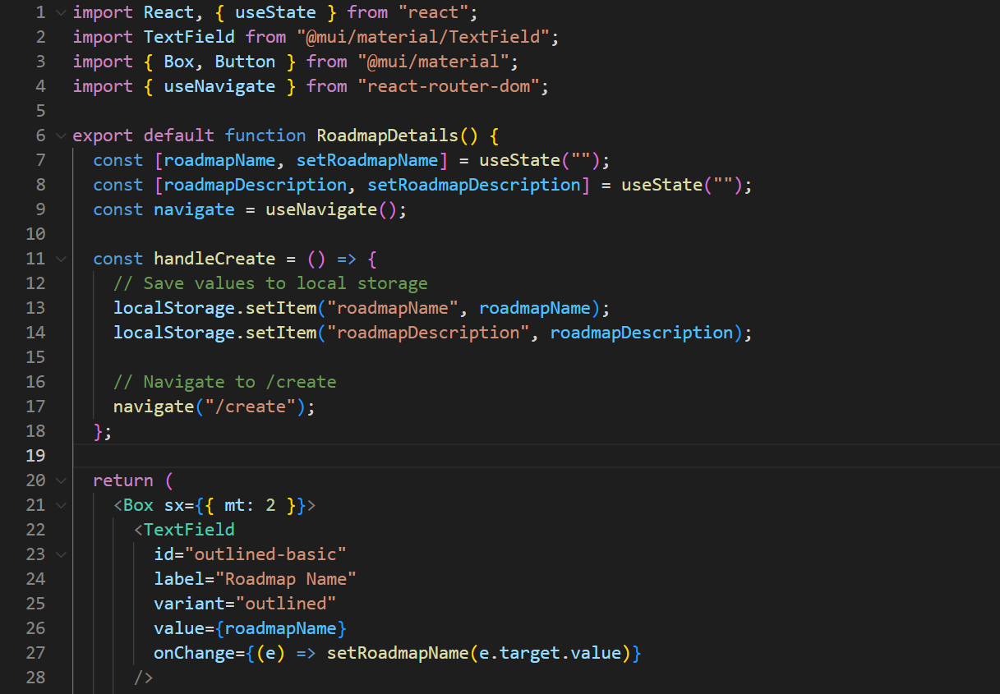 1 import React, { useState } from "react";
2 import TextField from "@mui/material/TextField";
3 import { Box, Button } from "@mui/material";
4 import { useNavigate } from "react-router-dom";
5
6 export default function RoadmapDetails() {
7   const [roadmapName, setRoadmapName] = useState("");
8   const [roadmapDescription, setRoadmapDescription] = useState("");
9   const navigate = useNavigate();
10
11   const handleCreate = () => {
12     // Save values to local storage
13     localStorage.setItem("roadmapName", roadmapName);
14     localStorage.setItem("roadmapDescription", roadmapDescription);
15
16     // Navigate to /create
17     navigate("/create");
18   };
19
20   return (
21     <Box sx={{ mt: 2 }}>
22       <TextField
23         id="outlined-basic"
24         label="Roadmap Name"
25         variant="outlined"
26         value={roadmapName}
27         onChange={(e) => setRoadmapName(e.target.value)}
28       />